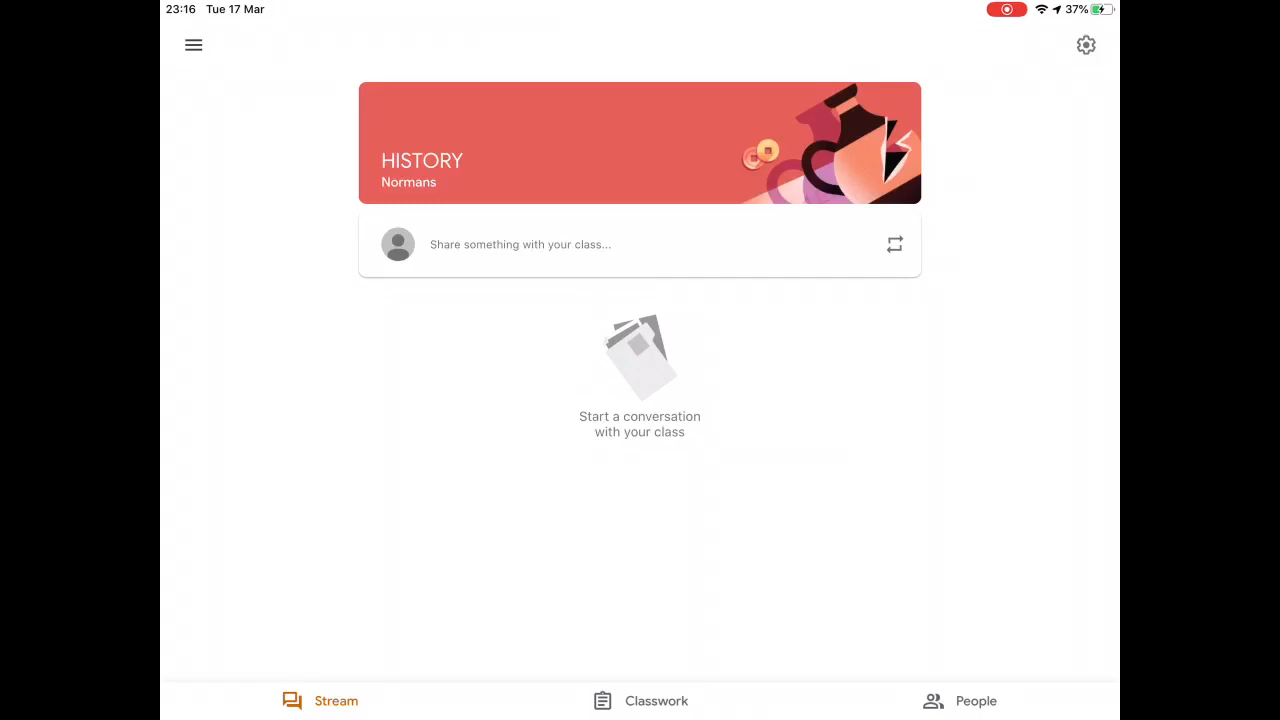 23:16 Tue 17 Mar 37%
HISTORY
Normans
Share something with your class...
Start a conversation
with your class
Stream Classwork People